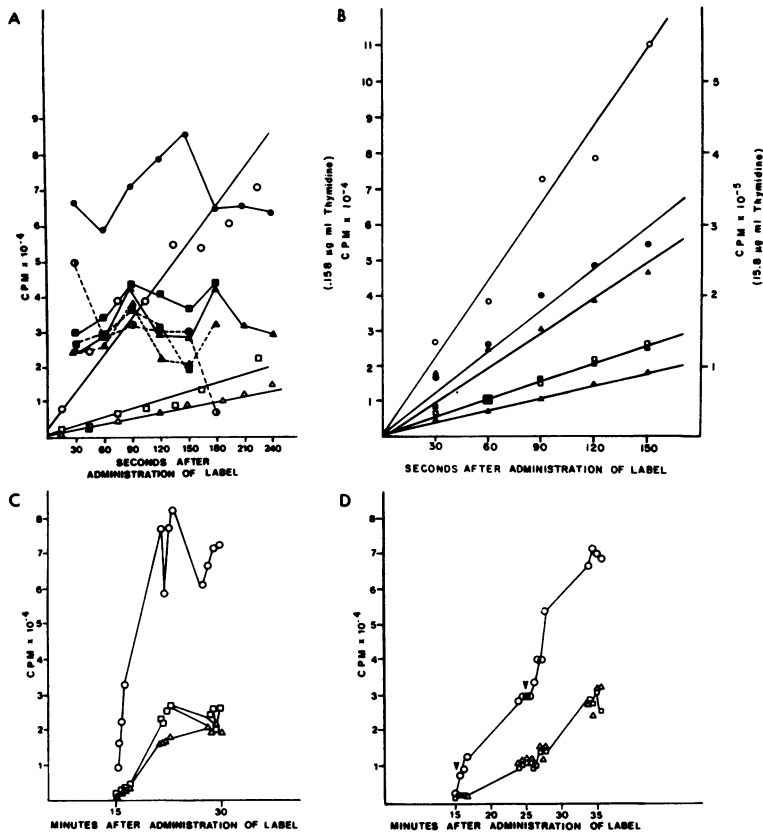 A
9
8
7
6
5
4
3
2
1
CPM x 10-4
30 60 90 120 150 180 210 240
SECONDS AFTER
ADMINISTRATION OF LABEL
B
11
10
9
8
7
6
5
4
3
2
1
(.158 µg ml Thymidine)
CPM x 10-4
30 60 90 120 150
SECONDS AFTER ADMINISTRATION OF LABEL
5
4
3
2
1
CPM x 10-5
(15.8 µg ml Thymidine)
C
8
7
6
5
4
3
2
1
CPM x 10-4
15 30
MINUTES AFTER ADMINISTRATION OF LABEL
D
8
7
6
5
4
3
2
1
CPM x 10-4
15 20 25 30 35
MINUTES AFTER ADMINISTRATION OF LABEL